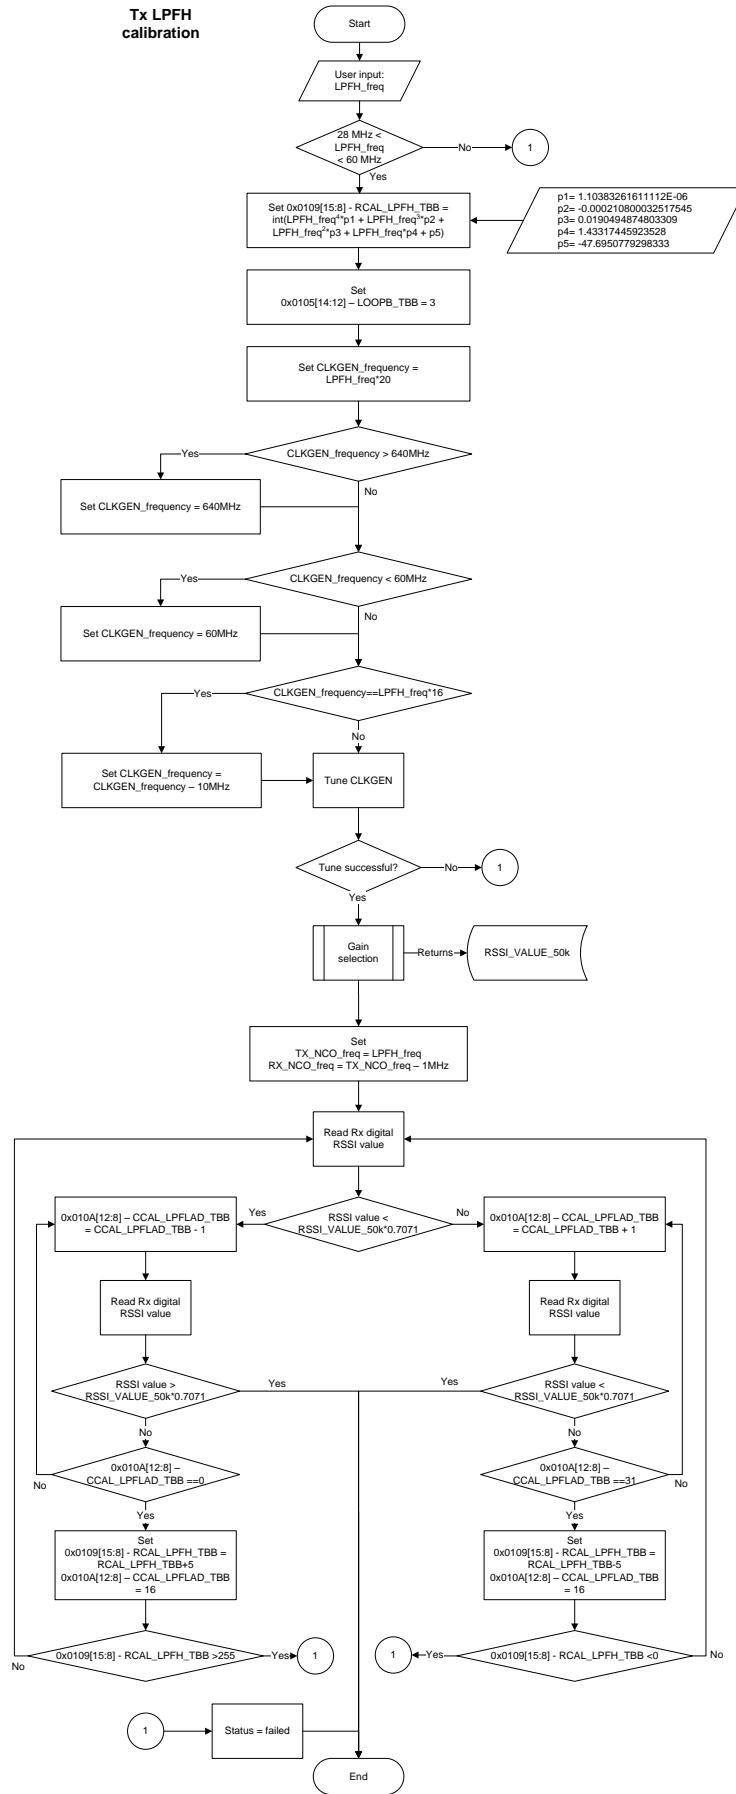 Tx LPFH
calibration
Start
User input:
LPFH_freq
28 MHz <
LPFH_freq
< 60 MHz
No
1
Yes
Set 0x0109[15:8] - RCAL_LPFH_TBB =
int(LPFH_freq⁴*p1 + LPFH_freq³*p2 +
LPFH_freq²*p3 + LPFH_freq*p4 + p5)
p1= 1.10383261611112E-06
p2= -0.000210800032517545
p3= 0.0190494874803309
p4= 1.43317445923528
p5= -47.6950779298333
Set
0x0105[14:12] – LOOPB_TBB = 3
Set CLKGEN_frequency =
LPFH_freq*20
CLKGEN_frequency > 640MHz
Yes
No
Set CLKGEN_frequency = 640MHz
CLKGEN_frequency < 60MHz
Yes
No
Set CLKGEN_frequency = 60MHz
CLKGEN_frequency==LPFH_freq*16
Yes
No
Set CLKGEN_frequency =
CLKGEN_frequency – 10MHz
Tune CLKGEN
Tune successful?
No
1
Yes
Gain
selection
Returns
RSSI_VALUE_50k
Set
TX_NCO_freq = LPFH_freq
RX_NCO_freq = TX_NCO_freq – 1MHz
Read Rx digital
RSSI value
RSSI value <
RSSI_VALUE_50k*0.7071
Yes
No
0x010A[12:8] – CCAL_LPFLAD_TBB
= CCAL_LPFLAD_TBB - 1
0x010A[12:8] – CCAL_LPFLAD_TBB
= CCAL_LPFLAD_TBB + 1
Read Rx digital
RSSI value
Read Rx digital
RSSI value
RSSI value >
RSSI_VALUE_50k*0.7071
Yes
Yes
RSSI value <
RSSI_VALUE_50k*0.7071
No
No
0x010A[12:8] –
CCAL_LPFLAD_TBB ==0
No
0x010A[12:8] –
CCAL_LPFLAD_TBB ==31
No
Yes
Yes
Set
0x0109[15:8] - RCAL_LPFH_TBB =
RCAL_LPFH_TBB+5
0x010A[12:8] – CCAL_LPFLAD_TBB
= 16
Set
0x0109[15:8] - RCAL_LPFH_TBB =
RCAL_LPFH_TBB-5
0x010A[12:8] – CCAL_LPFLAD_TBB
= 16
No
0x0109[15:8] - RCAL_LPFH_TBB >255
Yes
1
1
Yes
0x0109[15:8] - RCAL_LPFH_TBB <0
No
1
Status = failed
End